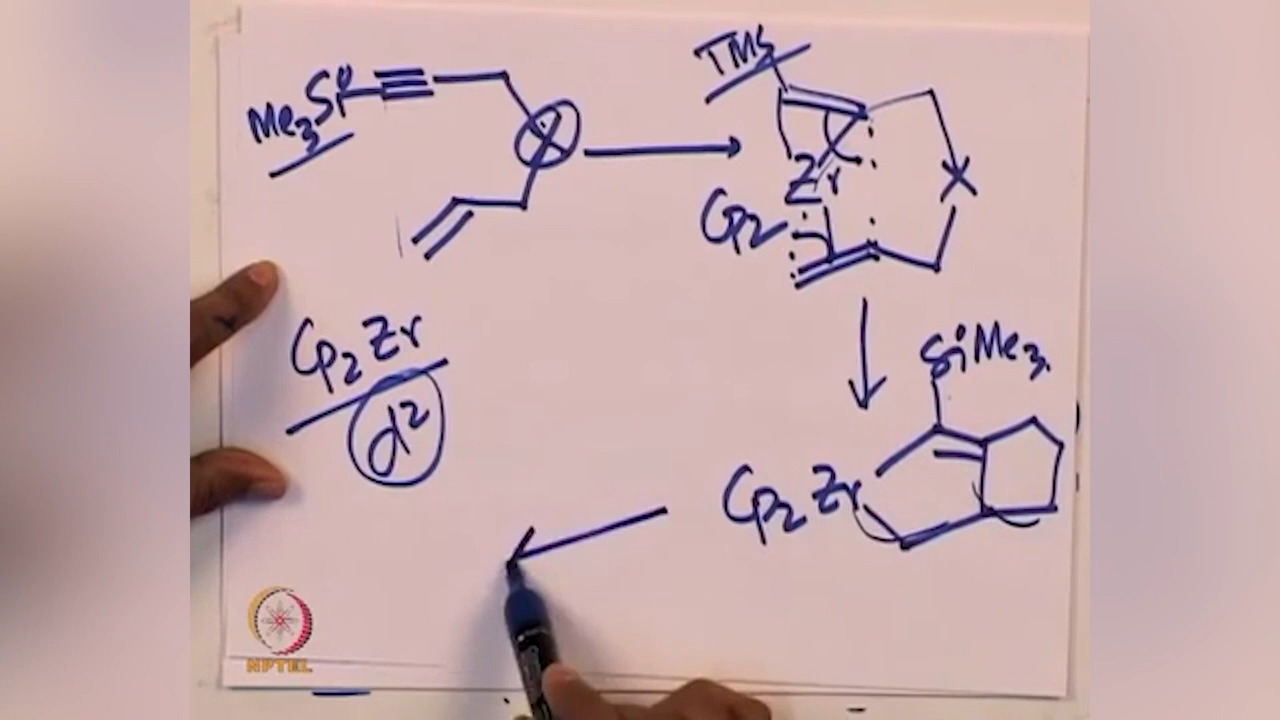 Me3Si
TMS
Zr
Cp2
X
Cp2Zr
d²
SiMe3
Cp2Zr
NPTEL